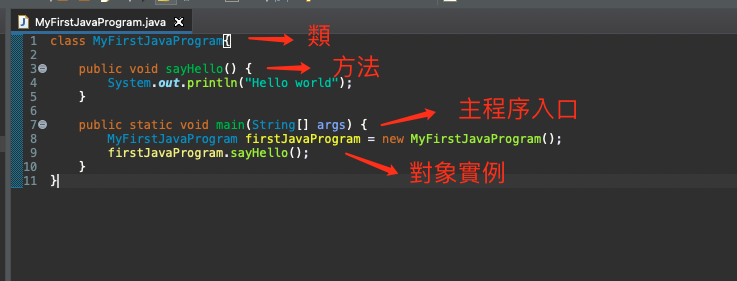 MyFirstJavaProgram.java
1 class MyFirstJavaProgram{ 類
2
3 public void sayHello() { 方法
4 System.out.println("Hello world");
5 }
6
7 public static void main(String[] args) { 主程序入口
8 MyFirstJavaProgram firstJavaProgram = new MyFirstJavaProgram();
9 firstJavaProgram.sayHello();
10 } 對象實例
11 }